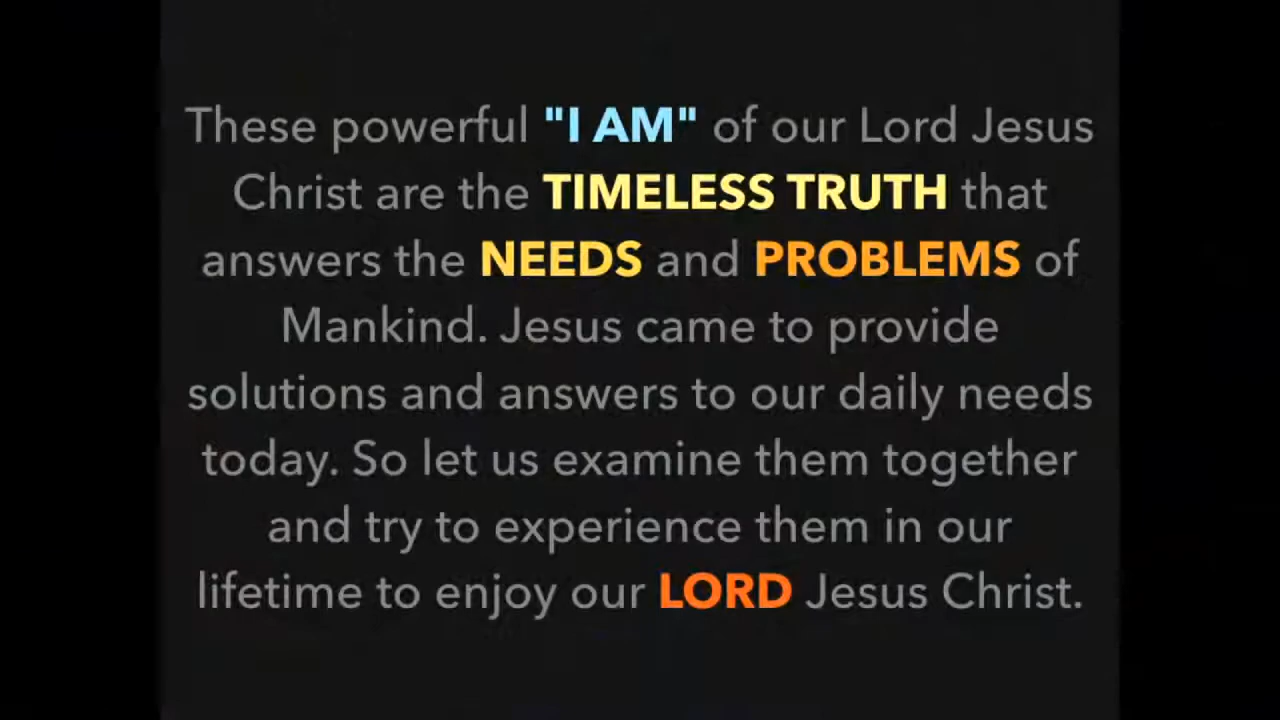 These powerful "I AM" of our Lord Jesus
Christ are the TIMELESS TRUTH that
answers the NEEDS and PROBLEMS of
Mankind. Jesus came to provide
solutions and answers to our daily needs
today. So let us examine them together
and try to experience them in our
lifetime to enjoy our LORD Jesus Christ.